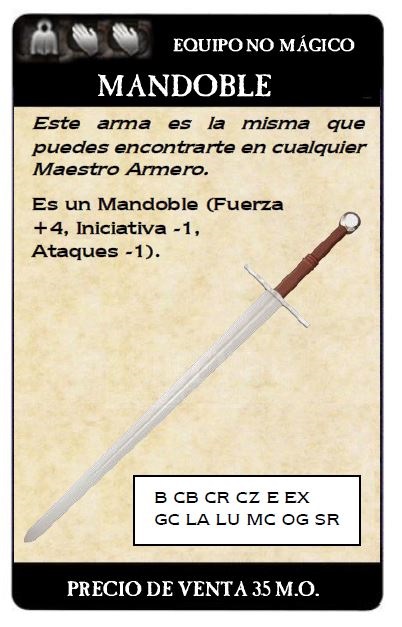 EQUIPO NO MÁGICO
MANDOBLE
Este arma es la misma que
puedes encontrarte en cualquier
Maestro Armero.
Es un Mandoble (Fuerza
+4, Iniciativa -1,
Ataques -1).
B CB CR CZ E EX
GC LA LU MC OG SR
PRECIO DE VENTA 35 M.O.